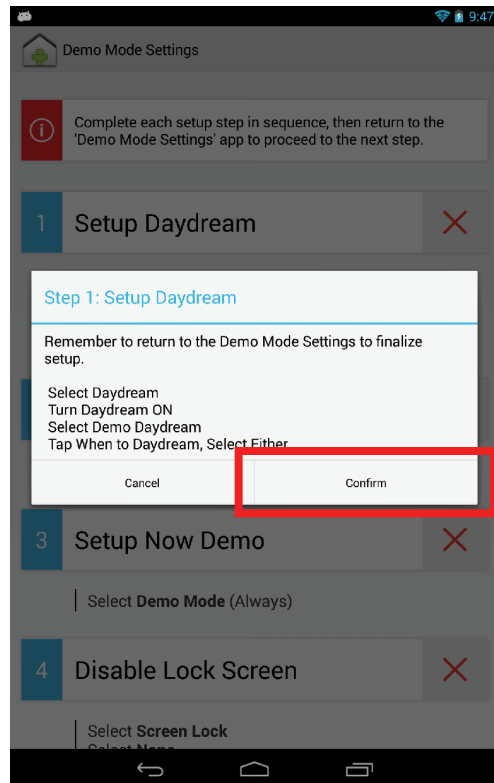 9:47
Demo Mode Settings
Complete each setup step in sequence, then return to the
'Demo Mode Settings' app to proceed to the next step.
1 Setup Daydream
Step 1: Setup Daydream
Remember to return to the Demo Mode Settings to finalize
setup.
Select Daydream
Turn Daydream ON
Select Demo Daydream
Tap When to Daydream, Select Either
Cancel Confirm
3 Setup Now Demo
Select Demo Mode (Always)
4 Disable Lock Screen
Select Screen Lock
Select None